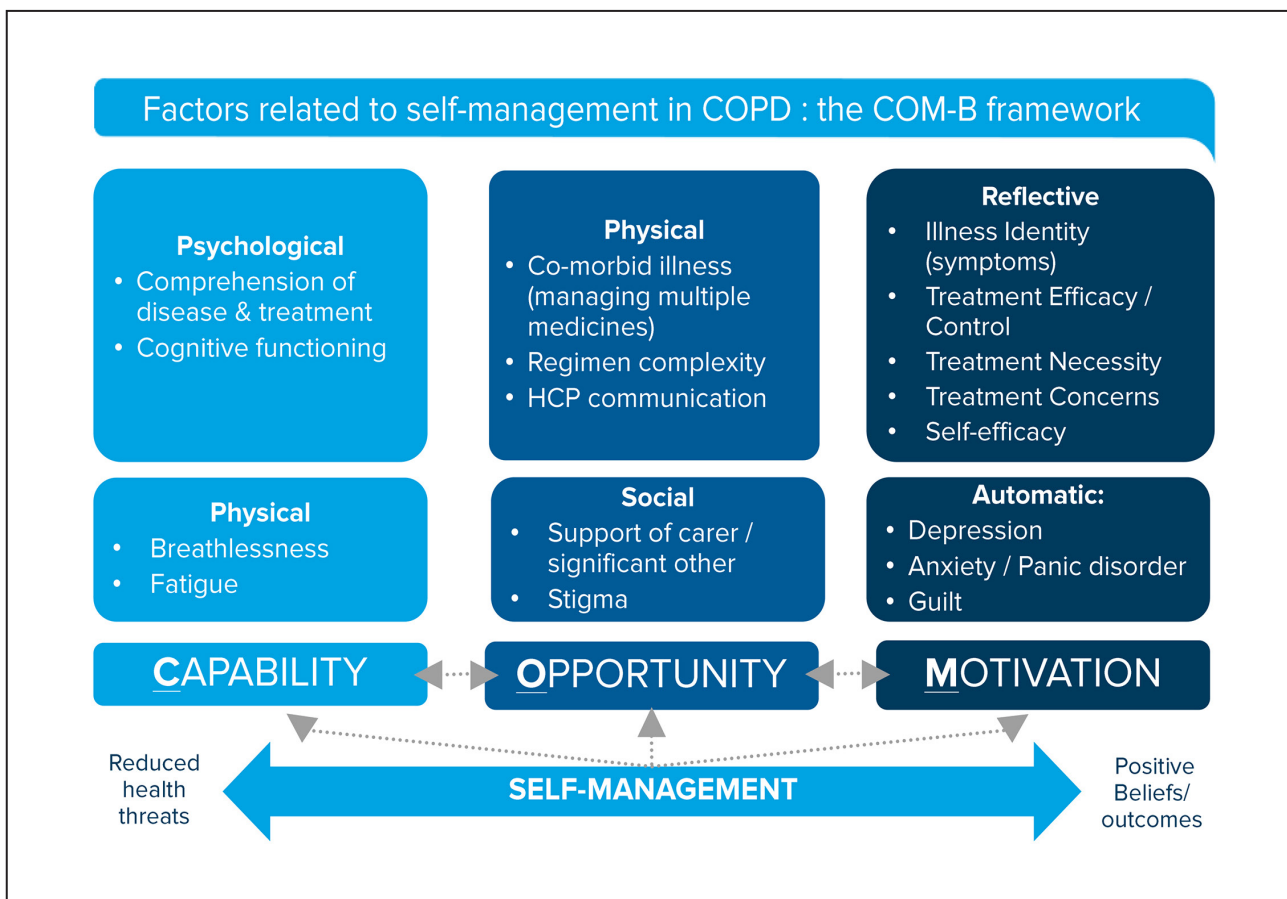 Factors related to self-management in COPD : the COM-B framework
Psychological
• Comprehension of
disease & treatment
• Cognitive functioning
Physical
• Breathlessness
• Fatigue
CAPABILITY
Physical
• Co-morbid illness
(managing multiple
medicines)
• Regimen complexity
• HCP communication
Social
• Support of carer /
significant other
• Stigma
OPPORTUNITY
Reflective
• Illness Identity
(symptoms)
• Treatment Efficacy /
Control
• Treatment Necessity
• Treatment Concerns
• Self-efficacy
Automatic:
• Depression
• Anxiety / Panic disorder
• Guilt
MOTIVATION
Reduced
health
threats
SELF-MANAGEMENT
Positive
Beliefs/
outcomes